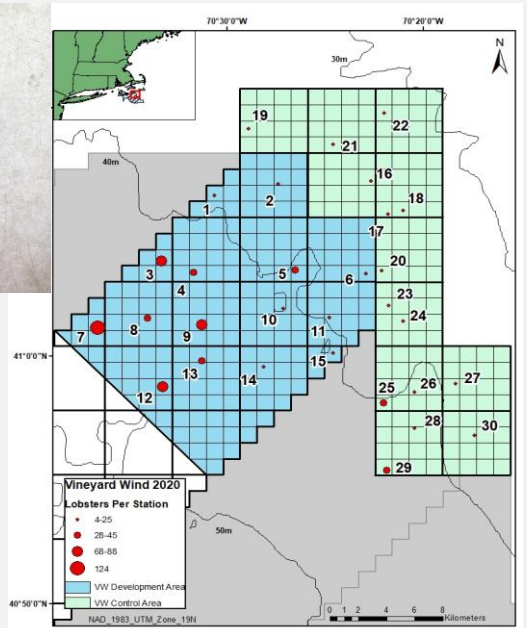 70°30'W 70°20'W
30m
N
19
22
21
40m
16
2
18
1
17
3
5
20
4
6
23
10
24
7
8
9
11
41°0'0"N
13
15
14
25
26
27
12
28
30
29
Vineyard Wind 2020
Lobsters Per Station
4-25
28-45
68-88
124
VW Development Area
VW Control Area
50m
40°50'0"N
NAD_1983_UTM_Zone_19N
0 1 2 4 6 8
Kilometers